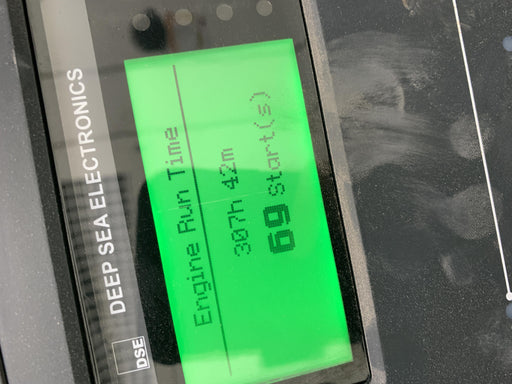 DSE DEEP SEA ELECTRONICS
Engine Run Time
307h 42m
69 Start(s)